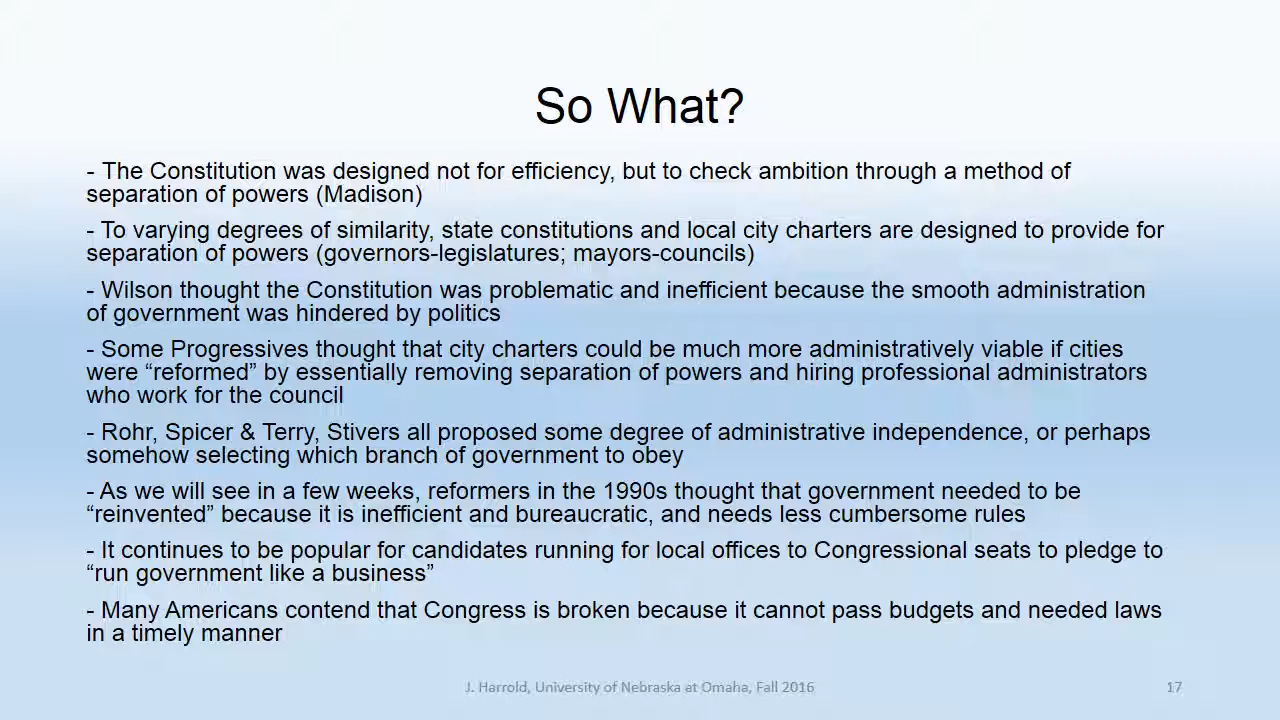 So What?
- The Constitution was designed not for efficiency, but to check ambition through a method of
separation of powers (Madison)
- To varying degrees of similarity, state constitutions and local city charters are designed to provide for
separation of powers (governors-legislatures; mayors-councils)
- Wilson thought the Constitution was problematic and inefficient because the smooth administration
of government was hindered by politics
- Some Progressives thought that city charters could be much more administratively viable if cities
were “reformed” by essentially removing separation of powers and hiring professional administrators
who work for the council
- Rohr, Spicer & Terry, Stivers all proposed some degree of administrative independence, or perhaps
somehow selecting which branch of government to obey
- As we will see in a few weeks, reformers in the 1990s thought that government needed to be
“reinvented” because it is inefficient and bureaucratic, and needs less cumbersome rules
- It continues to be popular for candidates running for local offices to Congressional seats to pledge to
“run government like a business”
- Many Americans contend that Congress is broken because it cannot pass budgets and needed laws
in a timely manner
J. Harrold, University of Nebraska at Omaha, Fall 2016
17